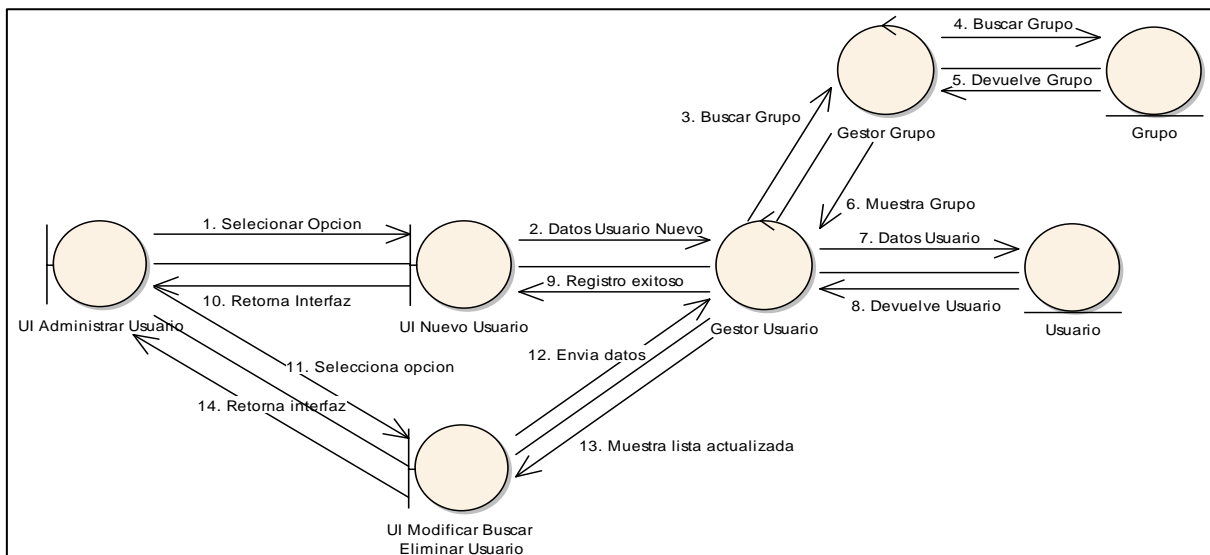 4. Buscar Grupo
5. Devuelve Grupo
3. Buscar Grupo
Gestor Grupo
Grupo
6. Muestra Grupo
1. Selecionar Opcion
2. Datos Usuario Nuevo
7. Datos Usuario
9. Registro exitoso
10. Retorna Interfaz
8. Devuelve Usuario
UI Administrar Usuario
UI Nuevo Usuario
Gestor Usuario
Usuario
12. Envia datos
11. Selecciona opcion
14. Retorna interfaz
13. Muestra lista actualizada
UI Modificar Buscar
Eliminar Usuario